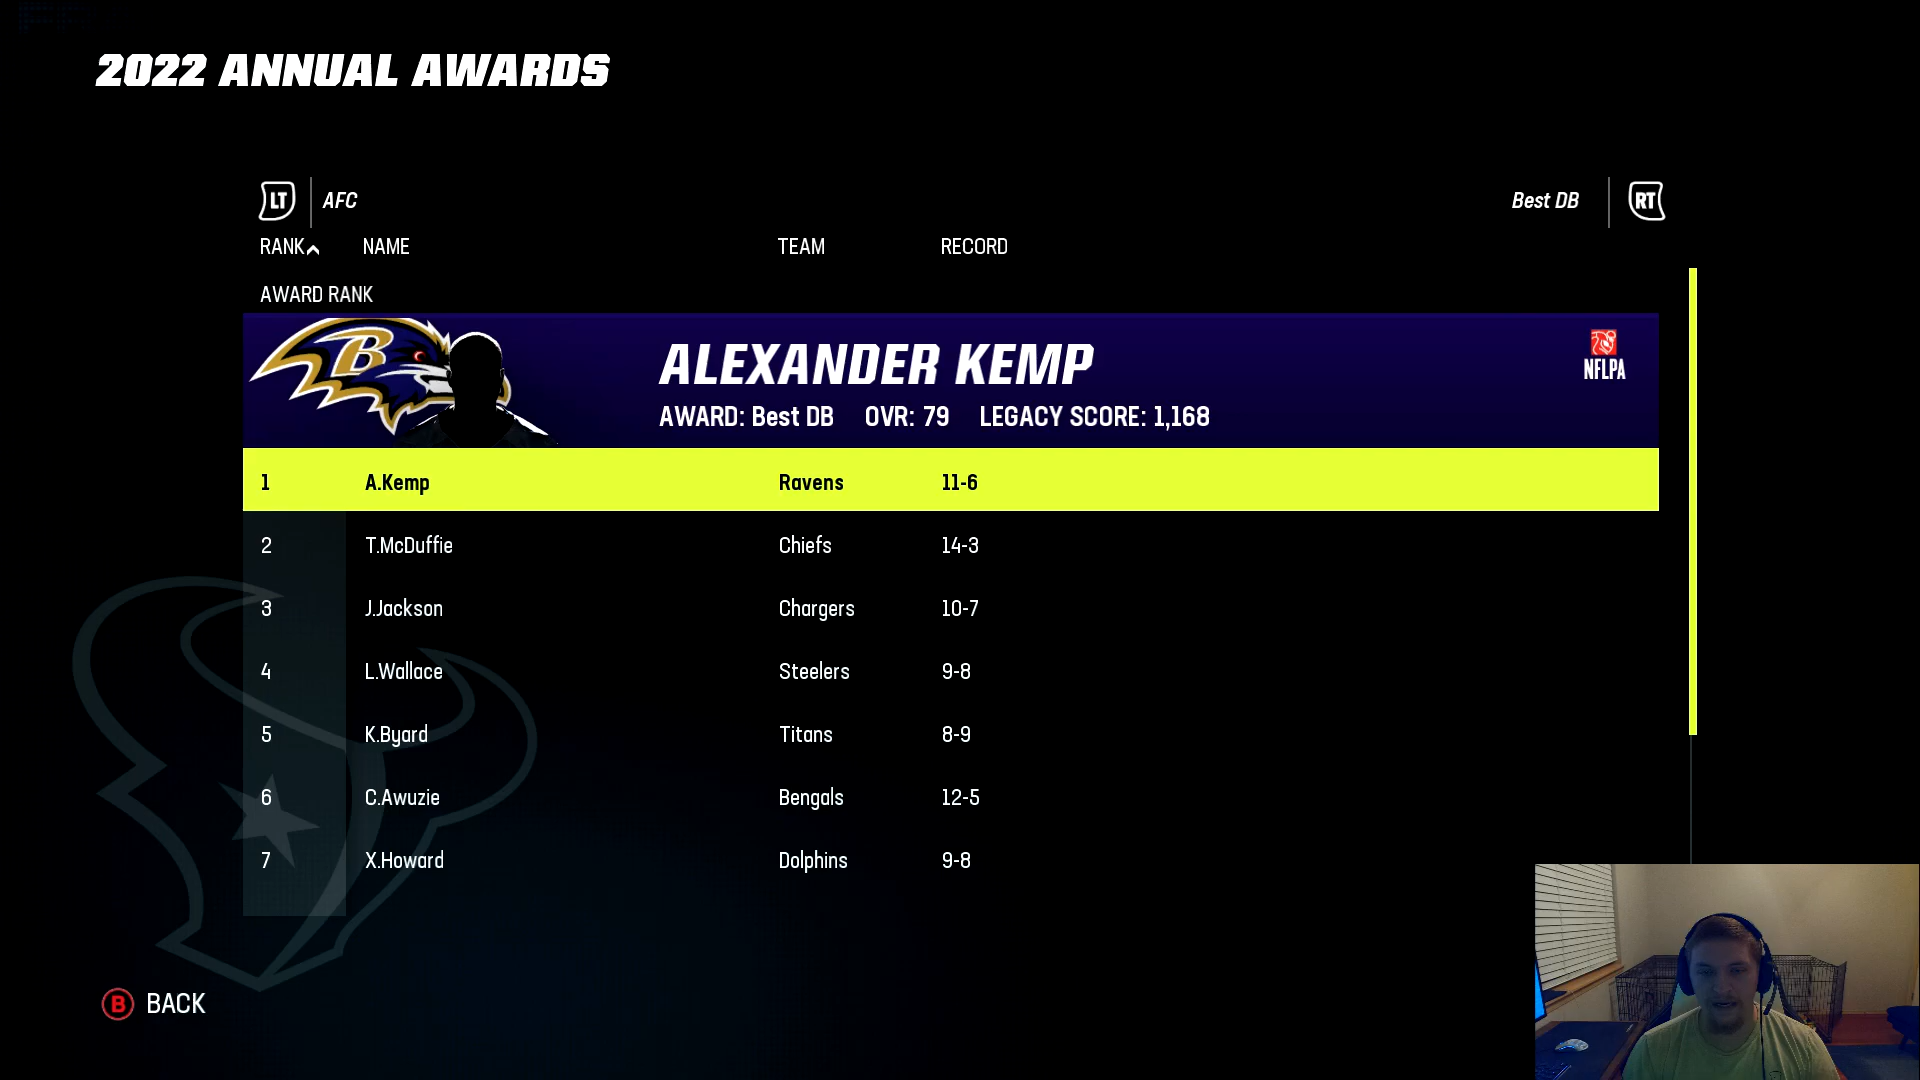 2022 ANNUAL AWARDS
LT AFC Best DB RT
RANK NAME TEAM RECORD
AWARD RANK
B ALEXANDER KEMP NFLPA
AWARD: Best DB OVR: 79 LEGACY SCORE: 1,168
1 A.Kemp Ravens 11-6
2 T.McDuffie Chiefs 14-3
3 J.Jackson Chargers 10-7
4 L.Wallace Steelers 9-8
5 K.Byard Titans 8-9
6 C.Awuzie Bengals 12-5
7 X.Howard Dolphins 9-8
B BACK